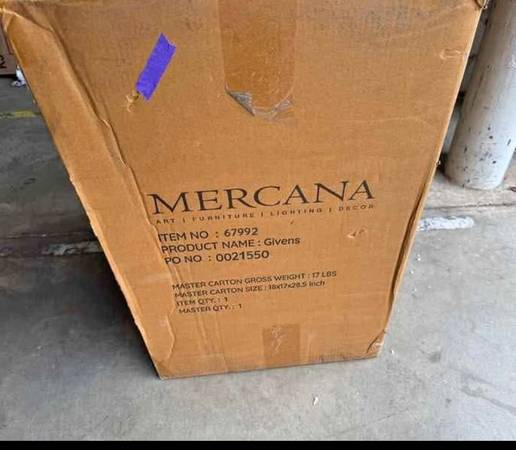 MERCANA
ART | FURNITURE | LIGHTING | DECOR
ITEM NO : 67992
PRODUCT NAME : Givens
PO NO : 0021550
MASTER CARTON GROSS WEIGHT : 17 LBS
MASTER CARTON SIZE : 18x17x28.5 Inch
ITEM QTY. : 1
MASTER QTY. : 1